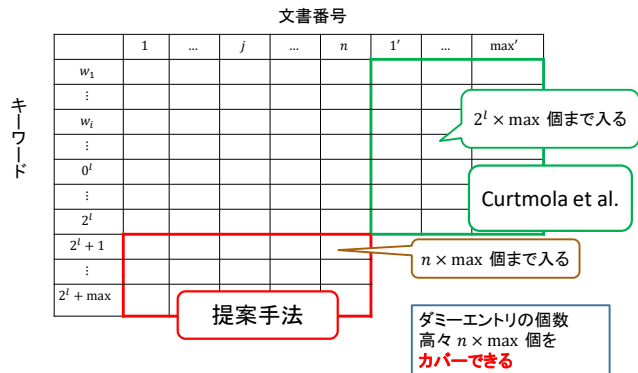 文書番号
1 … j … n 1′ … max′
キーワード
w₁
⋮
wᵢ
⋮
0ˡ
⋮
2ˡ
2ˡ + 1
⋮
2ˡ + max
2ˡ × max 個まで入る
Curtmola et al.
n × max 個まで入る
提案手法
ダミーエントリの個数
高々 n × max 個を
カバーできる